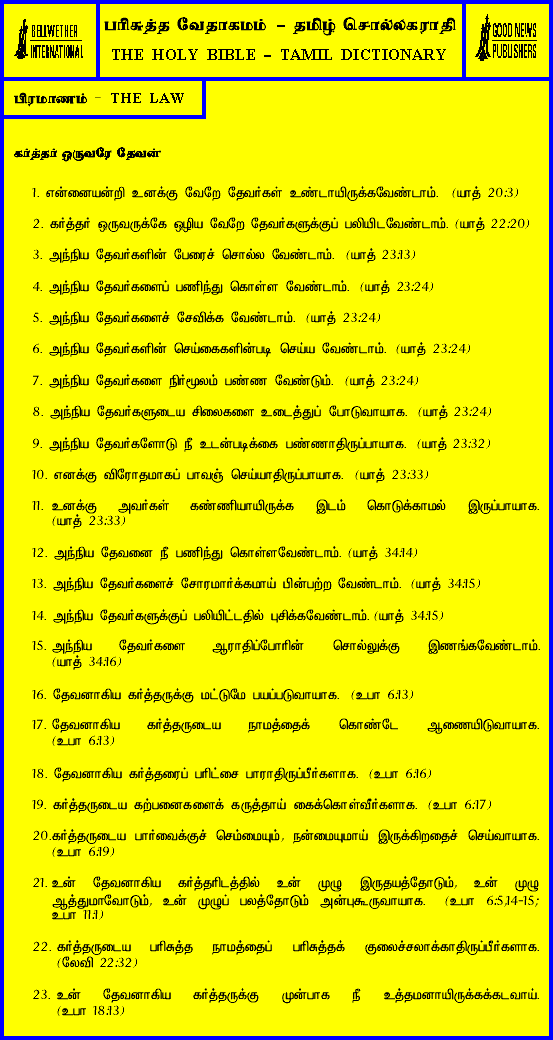 BELLWETHER
INTERNATIONAL
பரிசுத்த வேதாகமம் – தமிழ் சொல்லகராதி
THE HOLY BIBLE – TAMIL DICTIONARY
GOOD NEWS
PUBLISHERS
பிரமாணம் – THE LAW
கர்த்தர் ஒருவரே தேவன்
1. என்னையன்றி உனக்கு வேறே தேவர்கள் உண்டாயிருக்கவேண்டாம். (யாத் 20:3)
2. கர்த்தர் ஒருவருக்கே ஒழிய வேறே தேவர்களுக்குப் பலியிடவேண்டாம். (யாத் 22:20)
3. அந்நிய தேவர்களின் பேரைச் சொல்ல வேண்டாம். (யாத் 23:13)
4. அந்நிய தேவர்களைப் பணிந்து கொள்ள வேண்டாம். (யாத் 23:24)
5. அந்நிய தேவர்களைச் சேவிக்க வேண்டாம். (யாத் 23:24)
6. அந்நிய தேவர்களின் செய்கைகளின்படி செய்ய வேண்டாம். (யாத் 23:24)
7. அந்நிய தேவர்களை நிர்மூலம் பண்ண வேண்டும். (யாத் 23:24)
8. அந்நிய தேவர்களுடைய சிலைகளை உடைத்துப் போடுவாயாக. (யாத் 23:24)
9. அந்நிய தேவர்களோடு நீ உடன்படிக்கை பண்ணாதிருப்பாயாக. (யாத் 23:32)
10. எனக்கு விரோதமாகப் பாவஞ் செய்யாதிருப்பாயாக. (யாத் 23:33)
11. உனக்கு அவர்கள் கண்ணியாயிருக்க இடம் கொடுக்காமல் இருப்பாயாக.
(யாத் 23:33)
12. அந்நிய தேவனை நீ பணிந்து கொள்ளவேண்டாம். (யாத் 34:14)
13. அந்நிய தேவர்களைச் சோரமார்க்கமாய் பின்பற்ற வேண்டாம். (யாத் 34:15)
14. அந்நிய தேவர்களுக்குப் பலியிட்டதில் புசிக்கவேண்டாம். (யாத் 34:15)
15. அந்நிய தேவர்களை ஆராதிப்போரின் சொல்லுக்கு இணங்கவேண்டாம்.
(யாத் 34:16)
16. தேவனாகிய கர்த்தருக்கு மட்டுமே பயப்படுவாயாக. (உபா 6:13)
17. தேவனாகிய கர்த்தருடைய நாமத்தைக் கொண்டே ஆணையிடுவாயாக.
(உபா 6:13)
18. தேவனாகிய கர்த்தரைப் பரிட்சை பாராதிருப்பீர்களாக. (உபா 6:16)
19. கர்த்தருடைய கற்பனைகளைக் கருத்தாய் கைக்கொள்வீர்களாக. (உபா 6:17)
20.கர்த்தருடைய பார்வைக்குச் செம்மையும், நன்மையுமாய் இருக்கிறதைச் செய்வாயாக.
(உபா 6:19)
21. உன் தேவனாகிய கர்த்தரிடத்தில் உன் முழு இருதயத்தோடும், உன் முழு
ஆத்துமாவோடும், உன் முழுப் பலத்தோடும் அன்புகூருவாயாக. (உபா 6:5,14-15;
உபா 11:1)
22. கர்த்தருடைய பரிசுத்த நாமத்தைப் பரிசுத்தக் குலைச்சலாக்காதிருப்பீர்களாக.
(லேவி 22:32)
23. உன் தேவனாகிய கர்த்தருக்கு முன்பாக நீ உத்தமனாயிருக்கக்கடவாய்.
(உபா 18:13)